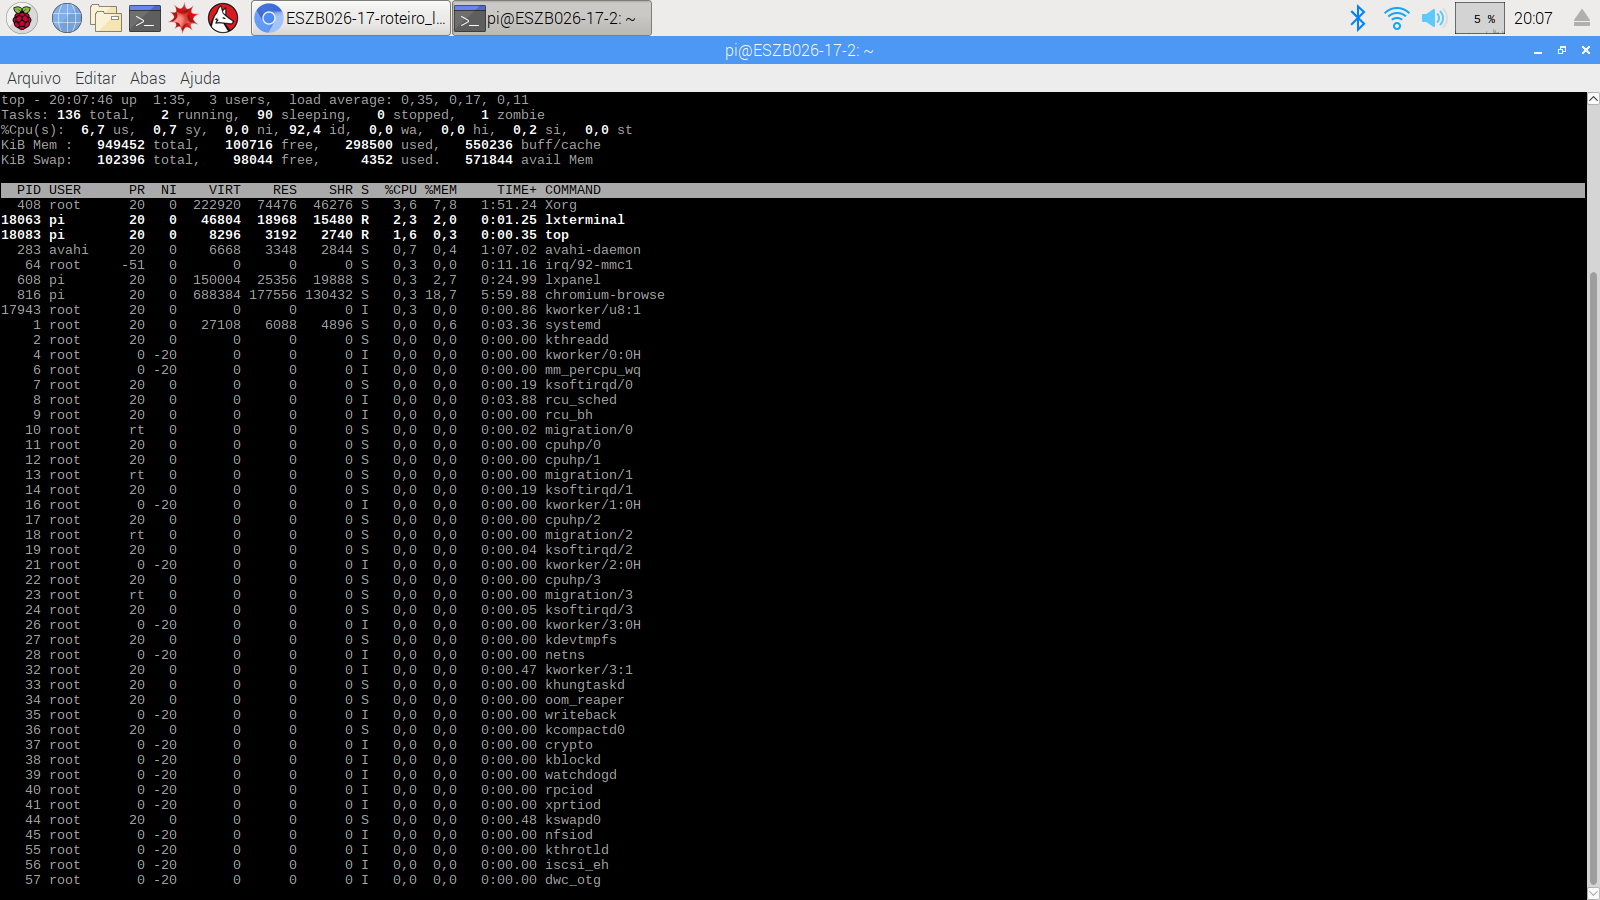 ESZB026-17-roteiro_l... pi@ESZB026-17-2: ~ 5 % 20:07
pi@ESZB026-17-2: ~
Arquivo Editar Abas Ajuda
top - 20:07:46 up  1:35,  3 users,  load average: 0,35, 0,17, 0,11
Tasks: 136 total,   2 running,  90 sleeping,   0 stopped,   1 zombie
%Cpu(s):  6,7 us,  0,7 sy,  0,0 ni, 92,4 id,  0,0 wa,  0,0 hi,  0,2 si,  0,0 st
KiB Mem :   949452 total,   100716 free,   298500 used,   550236 buff/cache
KiB Swap:   102396 total,    98044 free,     4352 used.   571844 avail Mem
PID USER PR NI VIRT RES SHR S %CPU %MEM TIME+ COMMAND
408 root 20 0 222920 74476 46276 S 3,6 7,8 1:51.24 Xorg
18063 pi 20 0 46804 18968 15480 R 2,3 2,0 0:01.25 lxterminal
18083 pi 20 0 8296 3192 2740 R 1,6 0,3 0:00.35 top
283 avahi 20 0 6668 3348 2844 S 0,7 0,4 1:07.02 avahi-daemon
64 root -51 0 0 0 0 S 0,3 0,0 0:11.16 irq/92-mmc1
608 pi 20 0 150004 25356 19888 S 0,3 2,7 0:24.99 lxpanel
816 pi 20 0 688384 177556 130432 S 0,3 18,7 5:59.88 chromium-browse
17943 root 20 0 0 0 0 I 0,3 0,0 0:00.86 kworker/u8:1
1 root 20 0 27108 6088 4896 S 0,0 0,6 0:03.36 systemd
2 root 20 0 0 0 0 S 0,0 0,0 0:00.00 kthreadd
4 root 0 -20 0 0 0 I 0,0 0,0 0:00.00 kworker/0:0H
6 root 0 -20 0 0 0 I 0,0 0,0 0:00.00 mm_percpu_wq
7 root 20 0 0 0 0 S 0,0 0,0 0:00.19 ksoftirqd/0
8 root 20 0 0 0 0 I 0,0 0,0 0:03.88 rcu_sched
9 root 20 0 0 0 0 I 0,0 0,0 0:00.00 rcu_bh
10 root rt 0 0 0 0 S 0,0 0,0 0:00.02 migration/0
11 root 20 0 0 0 0 S 0,0 0,0 0:00.00 cpuhp/0
12 root 20 0 0 0 0 S 0,0 0,0 0:00.00 cpuhp/1
13 root rt 0 0 0 0 S 0,0 0,0 0:00.00 migration/1
14 root 20 0 0 0 0 S 0,0 0,0 0:00.19 ksoftirqd/1
16 root 0 -20 0 0 0 I 0,0 0,0 0:00.00 kworker/1:0H
17 root 20 0 0 0 0 S 0,0 0,0 0:00.00 cpuhp/2
18 root rt 0 0 0 0 S 0,0 0,0 0:00.00 migration/2
19 root 20 0 0 0 0 S 0,0 0,0 0:00.04 ksoftirqd/2
21 root 0 -20 0 0 0 I 0,0 0,0 0:00.00 kworker/2:0H
22 root 20 0 0 0 0 S 0,0 0,0 0:00.00 cpuhp/3
23 root rt 0 0 0 0 S 0,0 0,0 0:00.00 migration/3
24 root 20 0 0 0 0 S 0,0 0,0 0:00.05 ksoftirqd/3
26 root 0 -20 0 0 0 I 0,0 0,0 0:00.00 kworker/3:0H
27 root 20 0 0 0 0 S 0,0 0,0 0:00.00 kdevtmpfs
28 root 0 -20 0 0 0 I 0,0 0,0 0:00.00 netns
32 root 20 0 0 0 0 I 0,0 0,0 0:00.47 kworker/3:1
33 root 20 0 0 0 0 S 0,0 0,0 0:00.00 khungtaskd
34 root 20 0 0 0 0 S 0,0 0,0 0:00.00 oom_reaper
35 root 0 -20 0 0 0 I 0,0 0,0 0:00.00 writeback
36 root 20 0 0 0 0 S 0,0 0,0 0:00.00 kcompactd0
37 root 0 -20 0 0 0 I 0,0 0,0 0:00.00 crypto
38 root 0 -20 0 0 0 I 0,0 0,0 0:00.00 kblockd
39 root 0 -20 0 0 0 I 0,0 0,0 0:00.00 watchdogd
40 root 0 -20 0 0 0 I 0,0 0,0 0:00.00 rpciod
41 root 0 -20 0 0 0 I 0,0 0,0 0:00.00 xprtiod
44 root 20 0 0 0 0 S 0,0 0,0 0:00.48 kswapd0
45 root 0 -20 0 0 0 I 0,0 0,0 0:00.00 nfsiod
55 root 0 -20 0 0 0 I 0,0 0,0 0:00.00 kthrotld
56 root 0 -20 0 0 0 I 0,0 0,0 0:00.00 iscsi_eh
57 root 0 -20 0 0 0 I 0,0 0,0 0:00.00 dwc_otg